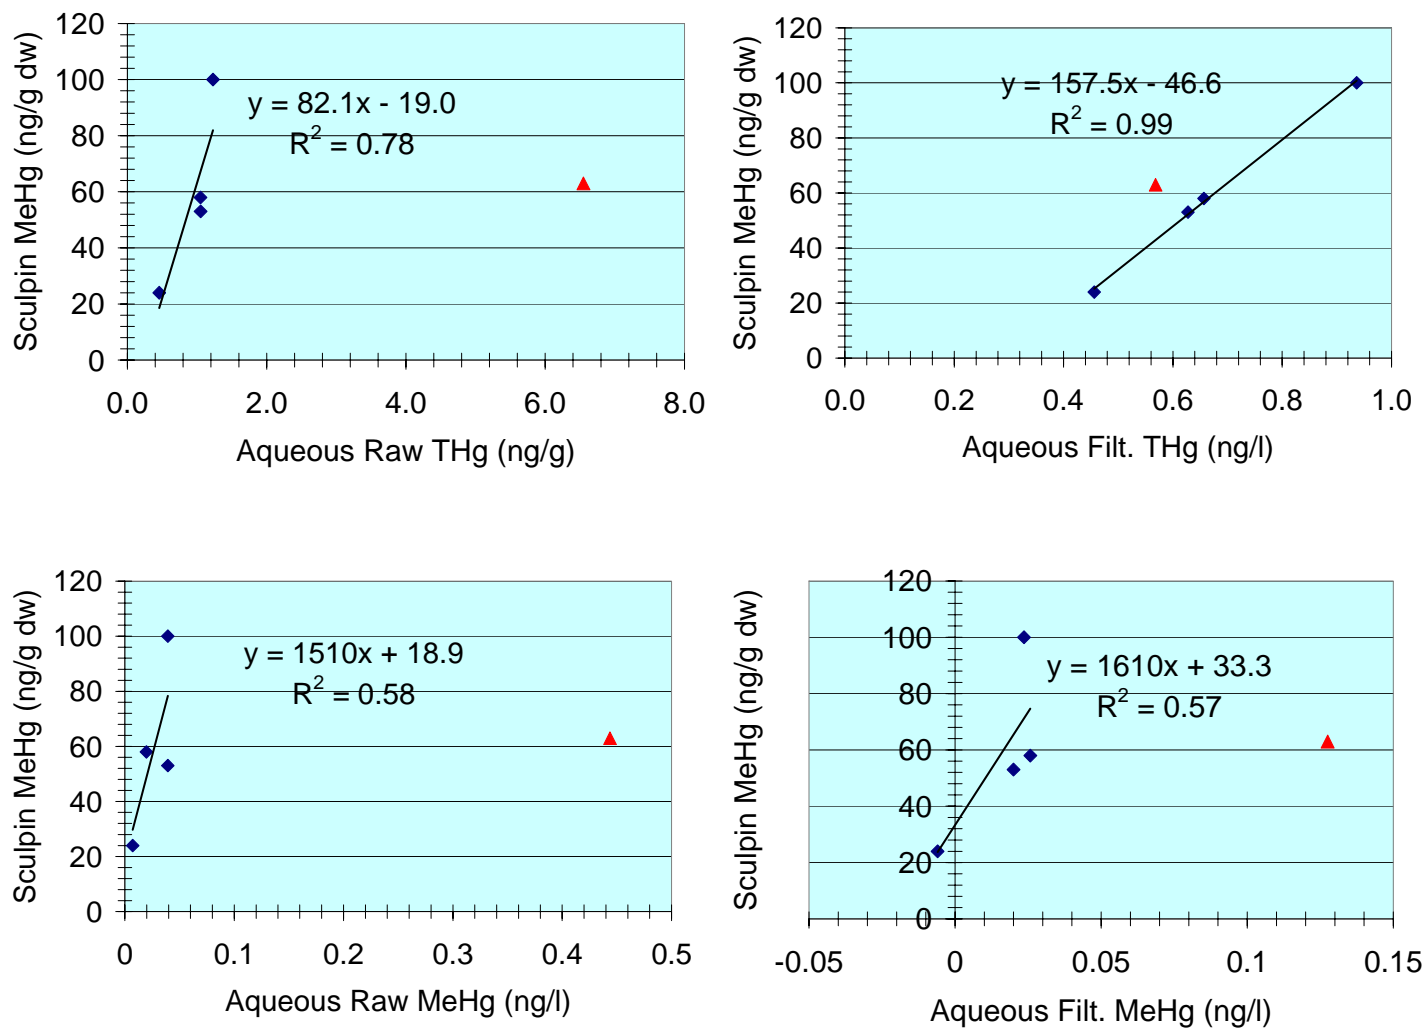 120
100
80
60
40
20
0
Sculpin MeHg (ng/g dw)
y = 82.1x - 19.0
R² = 0.78
0.0 2.0 4.0 6.0 8.0
Aqueous Raw THg (ng/g)
120
100
80
60
40
20
0
Sculpin MeHg (ng/g dw)
y = 157.5x - 46.6
R² = 0.99
0.0 0.2 0.4 0.6 0.8 1.0
Aqueous Filt. THg (ng/l)
120
100
80
60
40
20
0
Sculpin MeHg (ng/g dw)
y = 1510x + 18.9
R² = 0.58
0 0.1 0.2 0.3 0.4 0.5
Aqueous Raw MeHg (ng/l)
120
100
80
60
40
20
0
Sculpin MeHg (ng/g dw)
y = 1610x + 33.3
R² = 0.57
-0.05 0 0.05 0.1 0.15
Aqueous Filt. MeHg (ng/l)